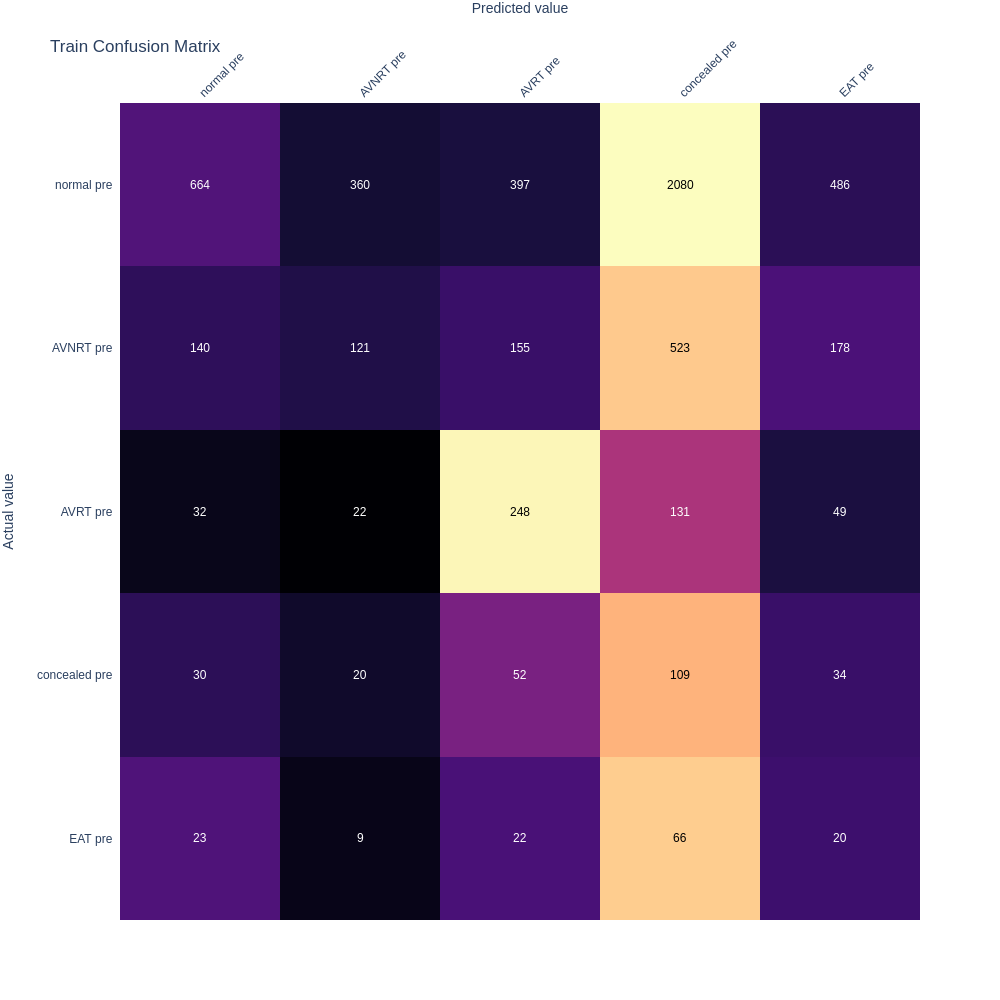 Predicted value
Train Confusion Matrix
normal pre AVNRT pre AVRT pre concealed pre EAT pre
normal pre 664 360 397 2080 486
AVNRT pre 140 121 155 523 178
AVRT pre 32 22 248 131 49
concealed pre 30 20 52 109 34
EAT pre 23 9 22 66 20
Actual value